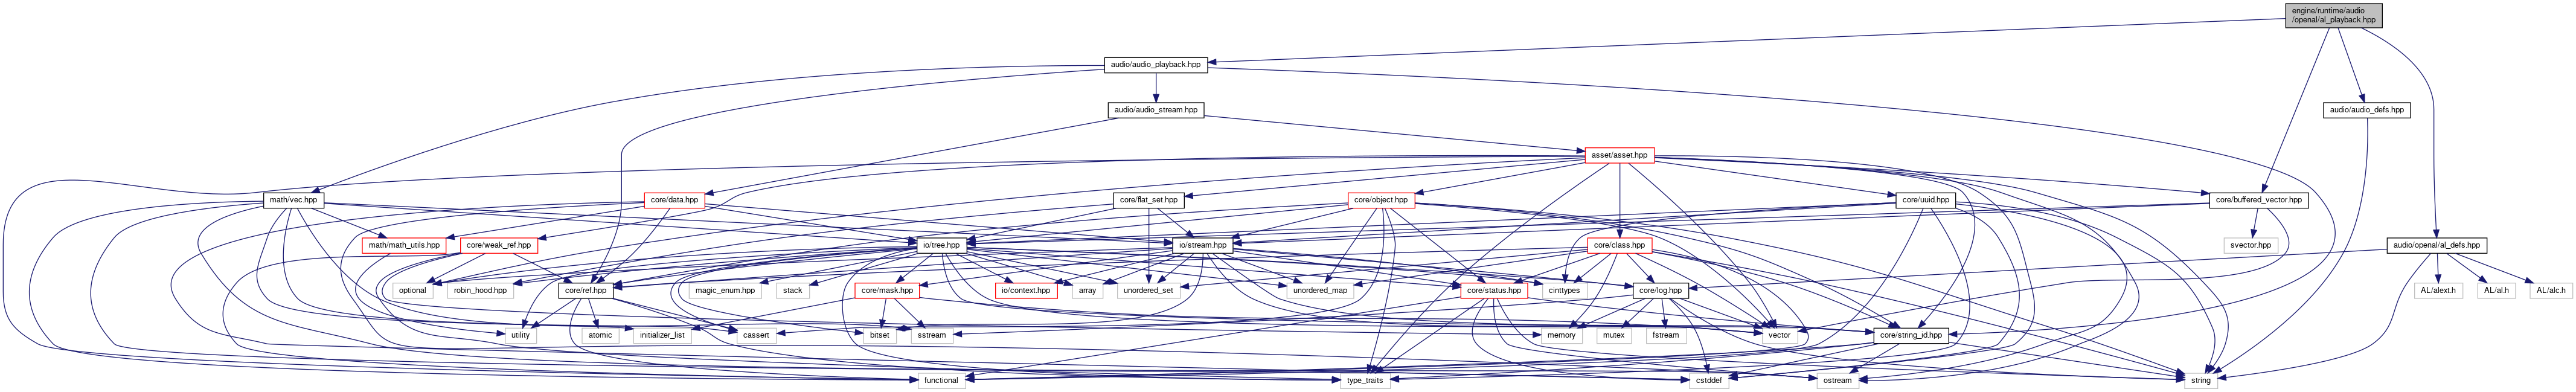 engine/runtime/audio
/openal/al_playback.hpp
audio/audio_playback.hpp
audio/audio_stream.hpp
audio/audio_defs.hpp
asset/asset.hpp
math/vec.hpp
core/data.hpp
core/flat_set.hpp
core/object.hpp
core/uuid.hpp
core/buffered_vector.hpp
math/math_utils.hpp
core/weak_ref.hpp
io/tree.hpp
io/stream.hpp
core/class.hpp
svector.hpp
audio/openal/al_defs.hpp
optional
robin_hood.hpp
core/ref.hpp
magic_enum.hpp
stack
core/mask.hpp
io/context.hpp
array
unordered_set
unordered_map
core/status.hpp
cinttypes
core/log.hpp
AL/alext.h
AL/al.h
AL/alc.h
utility
atomic
initializer_list
cassert
bitset
sstream
memory
mutex
fstream
vector
core/string_id.hpp
functional
type_traits
cstddef
ostream
string